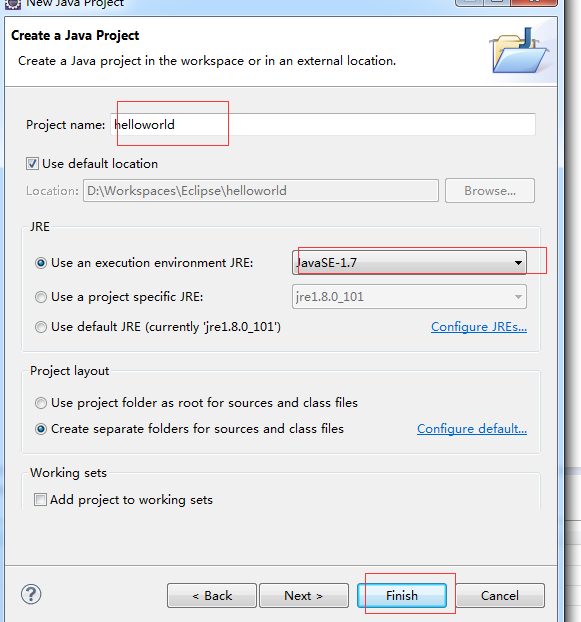 New Java Project
Create a Java Project
Create a Java project in the workspace or in an external location.
Project name: helloworld
Use default location
Location: D:\Workspaces\Eclipse\helloworld Browse...
JRE
Use an execution environment JRE: JavaSE-1.7
Use a project specific JRE: jre1.8.0_101
Use default JRE (currently 'jre1.8.0_101') Configure JREs...
Project layout
Use project folder as root for sources and class files
Create separate folders for sources and class files Configure default...
Working sets
Add project to working sets
? < Back Next > Finish Cancel